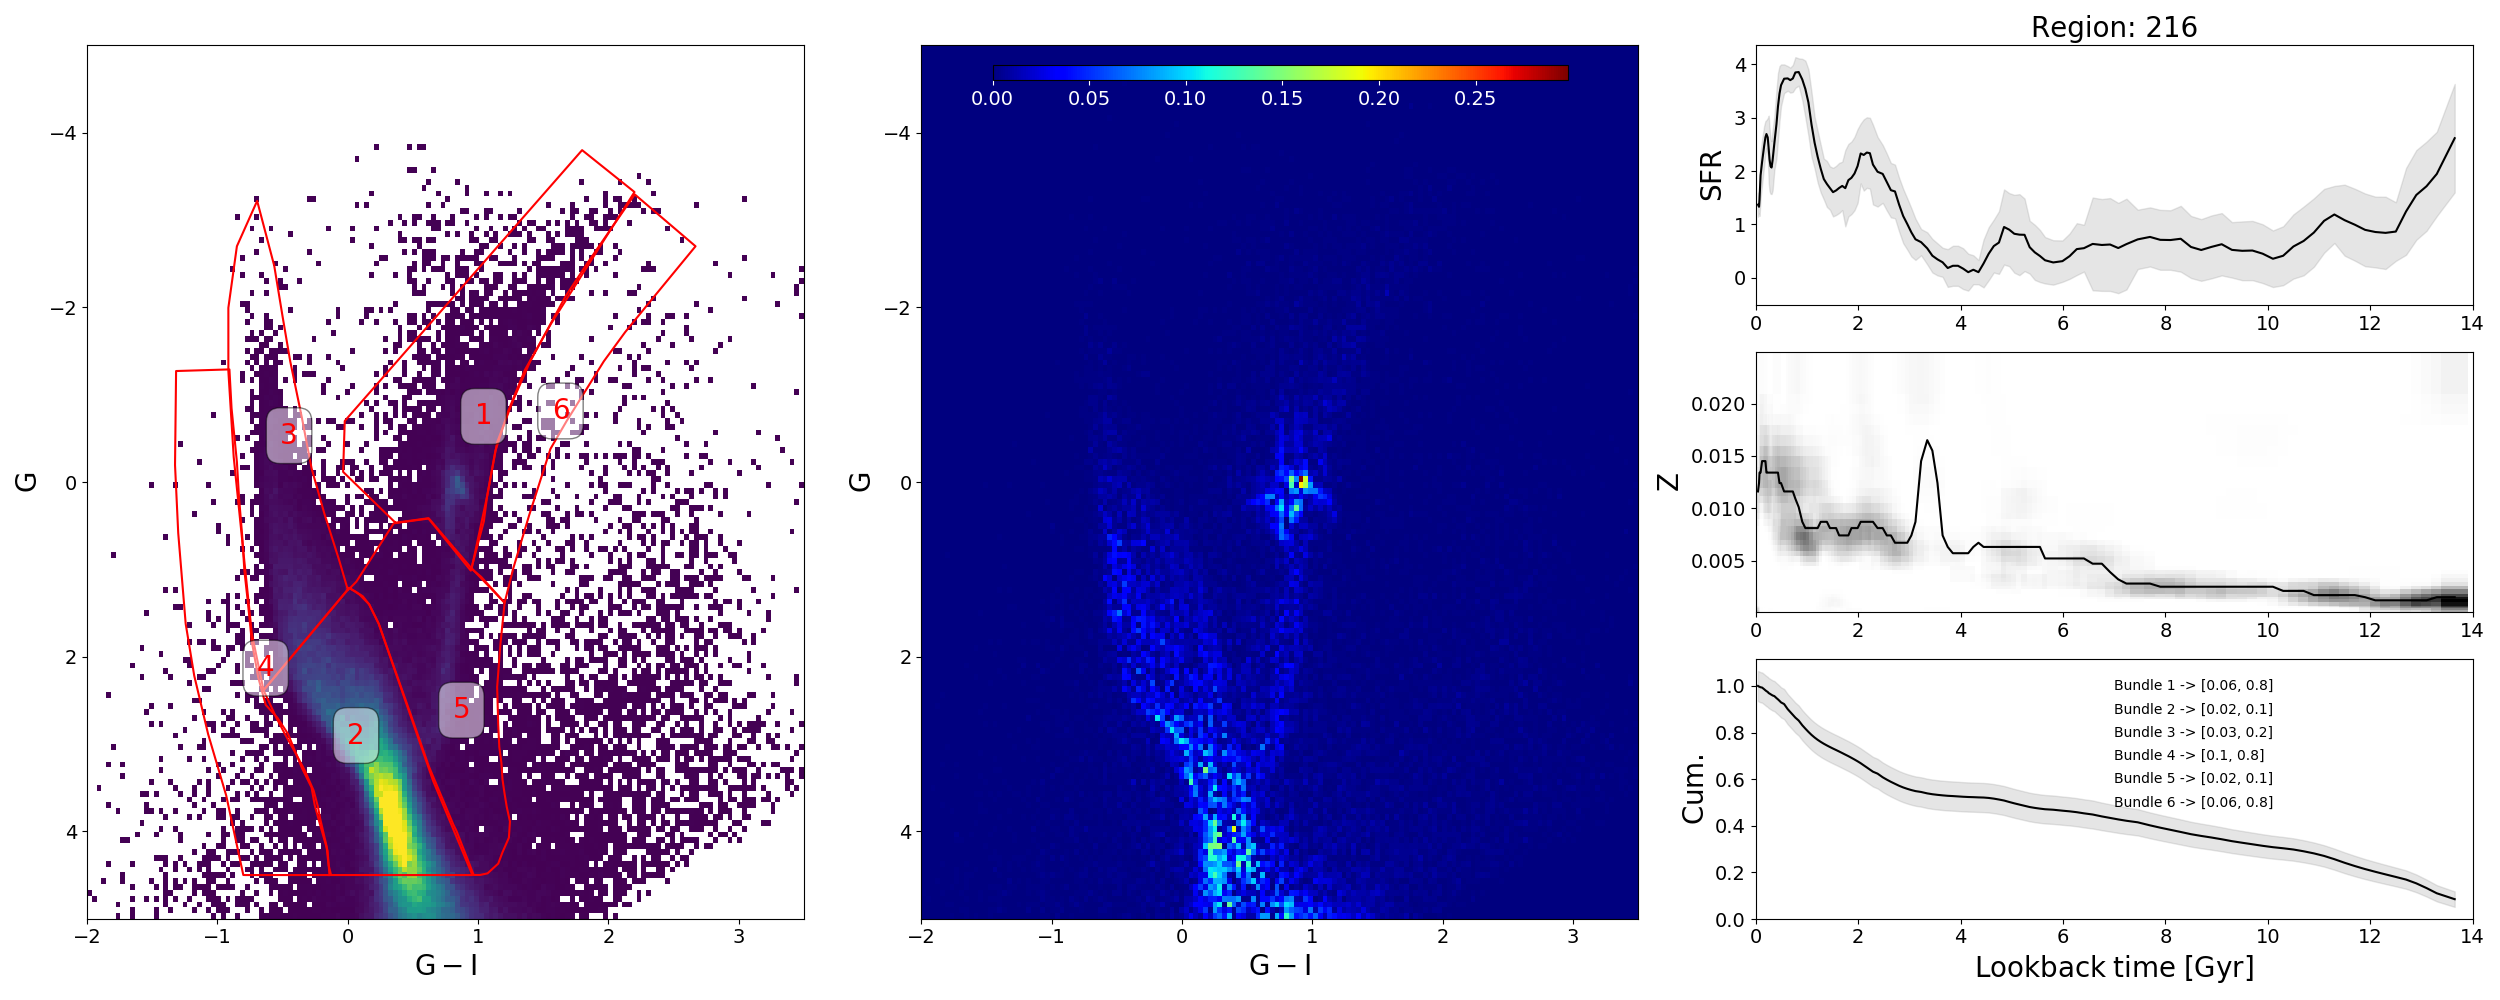 Region: 216
G
−4
−2
0
2
4
−2
−1
0
1
2
3
G − I
1
2
3
4
5
6
G
−4
−2
0
2
4
−2
−1
0
1
2
3
G − I
0.00 0.05 0.10 0.15 0.20 0.25
SFR
4
3
2
1
0
0 2 4 6 8 10 12 14
Z
0.020
0.015
0.010
0.005
0 2 4 6 8 10 12 14
Cum.
1.0
0.8
0.6
0.4
0.2
0.0
Bundle 1 -> [0.06, 0.8]
Bundle 2 -> [0.02, 0.1]
Bundle 3 -> [0.03, 0.2]
Bundle 4 -> [0.1, 0.8]
Bundle 5 -> [0.02, 0.1]
Bundle 6 -> [0.06, 0.8]
0 2 4 6 8 10 12 14
Lookback time [Gyr]